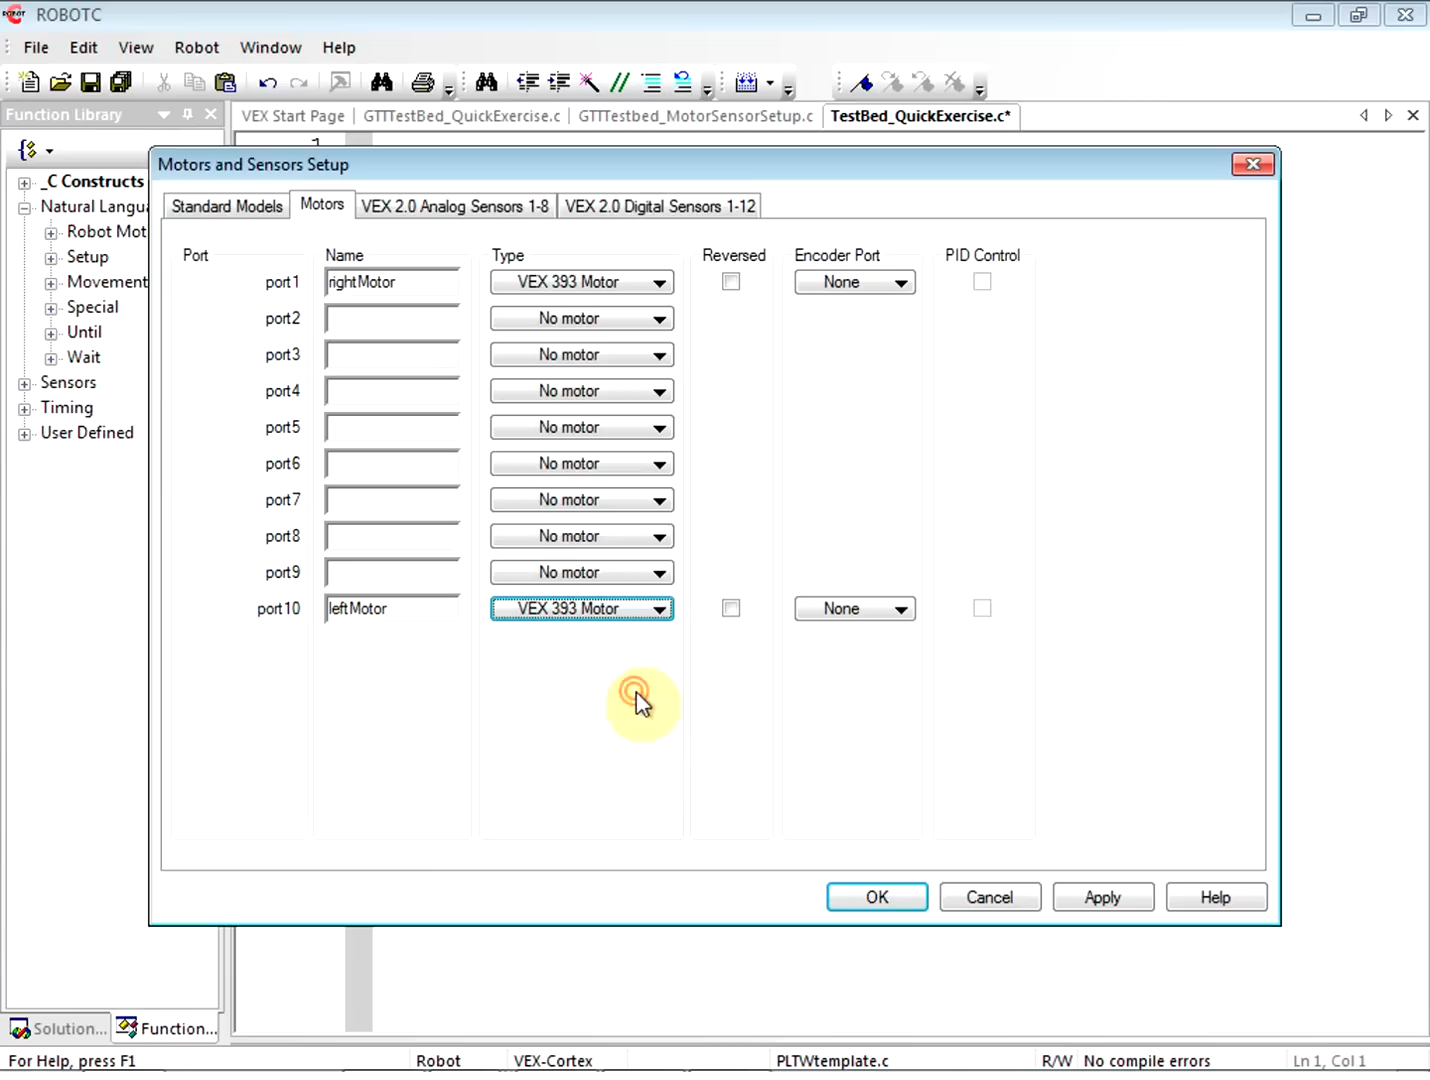 ROBOTC
File Edit View Robot Window Help
Function Library
VEX Start Page GTTTestBed_QuickExercise.c GTTTestbed_MotorSensorSetup.c TestBed_QuickExercise.c*
1
Motors and Sensors Setup
_C Constructs
Standard Models Motors VEX 2.0 Analog Sensors 1-8 VEX 2.0 Digital Sensors 1-12
Natural Langua
Robot Mot
Setup
Movement
Special
Until
Wait
Sensors
Timing
User Defined
Port Name Type Reversed Encoder Port PID Control
port1 rightMotor VEX 393 Motor None
port2 No motor
port3 No motor
port4 No motor
port5 No motor
port6 No motor
port7 No motor
port8 No motor
port9 No motor
port10 leftMotor VEX 393 Motor None
OK Cancel Apply Help
Solution... Function...
For Help, press F1 Robot VEX-Cortex PLTWtemplate.c R/W No compile errors Ln 1, Col 1